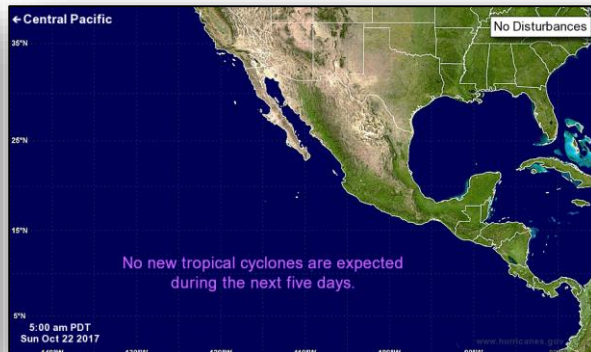 ←Central Pacific
No Disturbances
35°N
25°N
15°N
No new tropical cyclones are expected
during the next five days.
5°N
5:00 am PDT
Sun Oct 22 2017
www.hurricanes.gov